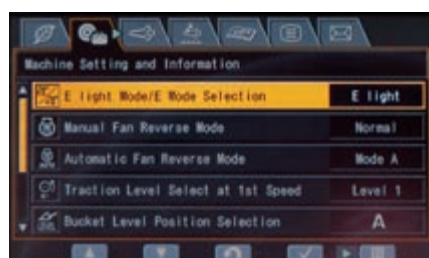 Machine Setting and Information
E light Mode/E Mode Selection E light
Manual Fan Reverse Mode Normal
Automatic Fan Reverse Mode Mode A
Traction Level Select at 1st Speed Level 1
Bucket Level Position Selection A